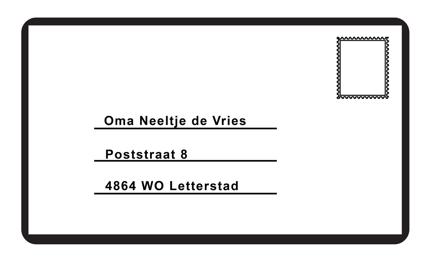 Oma Neeltje de Vries
Poststraat 8
4864 WO Letterstad